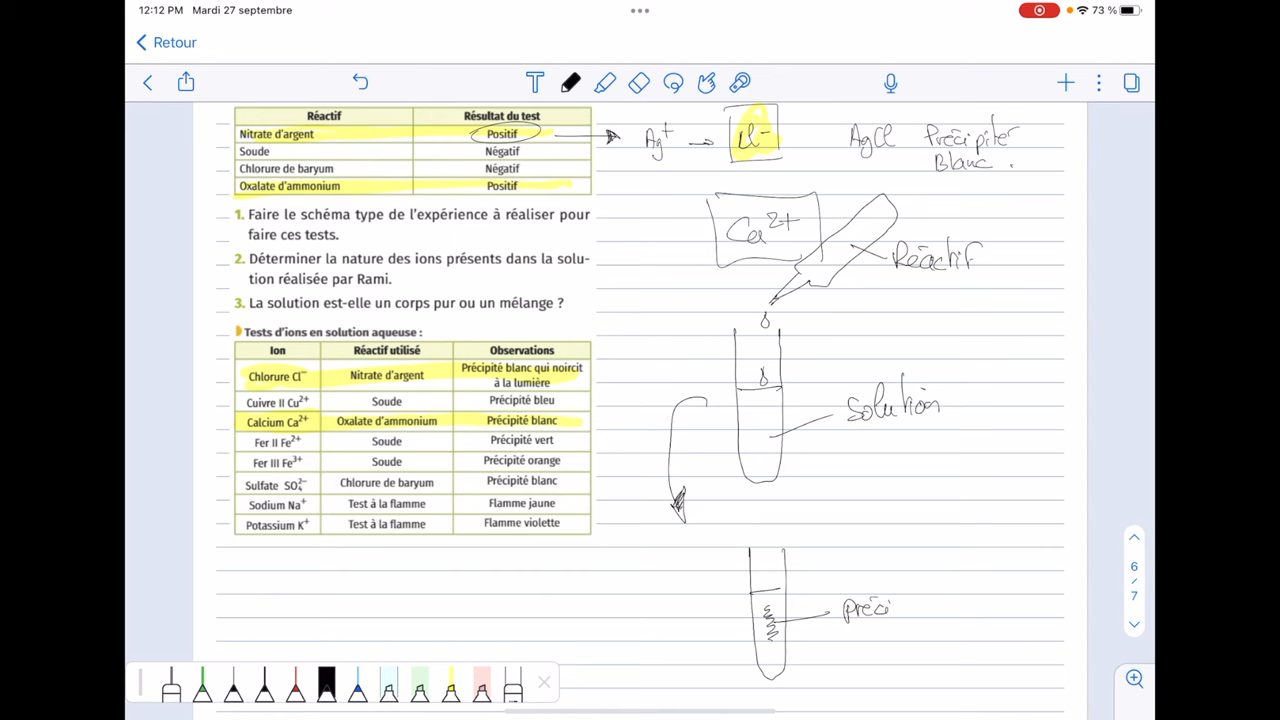 12:12 PM Mardi 27 septembre
73 %
Retour
Réactif Résultat du test
Nitrate d'argent Positif
Soude Négatif
Chlorure de baryum Négatif
Oxalate d'ammonium Positif
Ag+ → Cl- AgCl Précipiter
Blanc.
Ca2+
Réactif
1. Faire le schéma type de l'expérience à réaliser pour
faire ces tests.
2. Déterminer la nature des ions présents dans la solu-
tion réalisée par Rami.
3. La solution est-elle un corps pur ou un mélange ?
Tests d'ions en solution aqueuse :
Ion Réactif utilisé Observations
Chlorure Cl− Nitrate d'argent Précipité blanc qui noircit
à la lumière
Cuivre II Cu2+ Soude Précipité bleu
Calcium Ca2+ Oxalate d'ammonium Précipité blanc
Fer II Fe2+ Soude Précipité vert
Fer III Fe3+ Soude Précipité orange
Sulfate SO42− Chlorure de baryum Précipité blanc
Sodium Na+ Test à la flamme Flamme jaune
Potassium K+ Test à la flamme Flamme violette
solution
préci
6
/
7